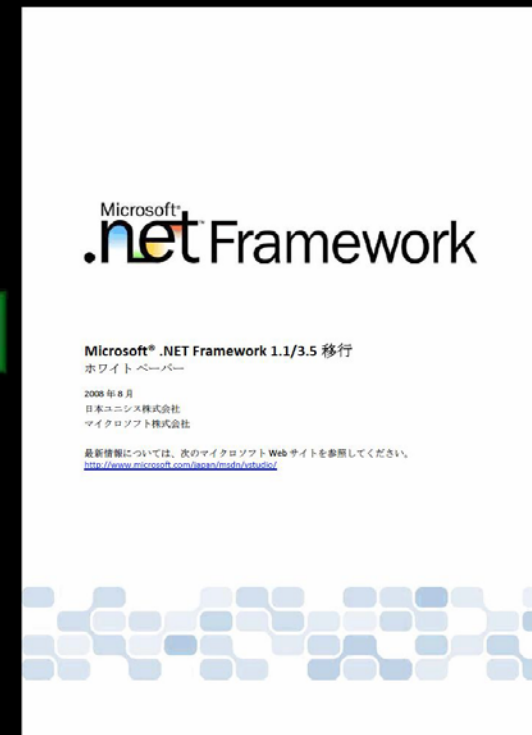 Microsoft®
.net™ Framework
Microsoft® .NET Framework 1.1/3.5 移行
ホワイト ペーパー
2008 年 8 月
日本ユニシス株式会社
マイクロソフト株式会社
最新情報については、次のマイクロソフト Web サイトを参照してください。
http://www.microsoft.com/japan/msdn/vstudio/